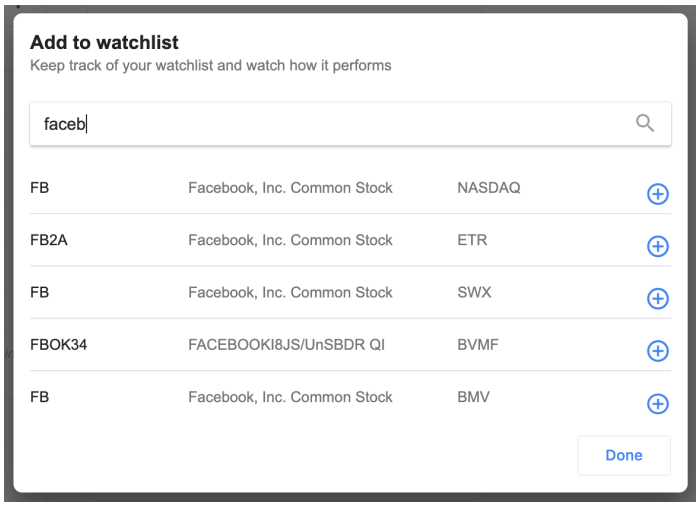 Add to watchlist
Keep track of your watchlist and watch how it performs
faceb
FB Facebook, Inc. Common Stock NASDAQ
FB2A Facebook, Inc. Common Stock ETR
FB Facebook, Inc. Common Stock SWX
FBOK34 FACEBOOKI8JS/UnSBDR QI BVMF
FB Facebook, Inc. Common Stock BMV
Done